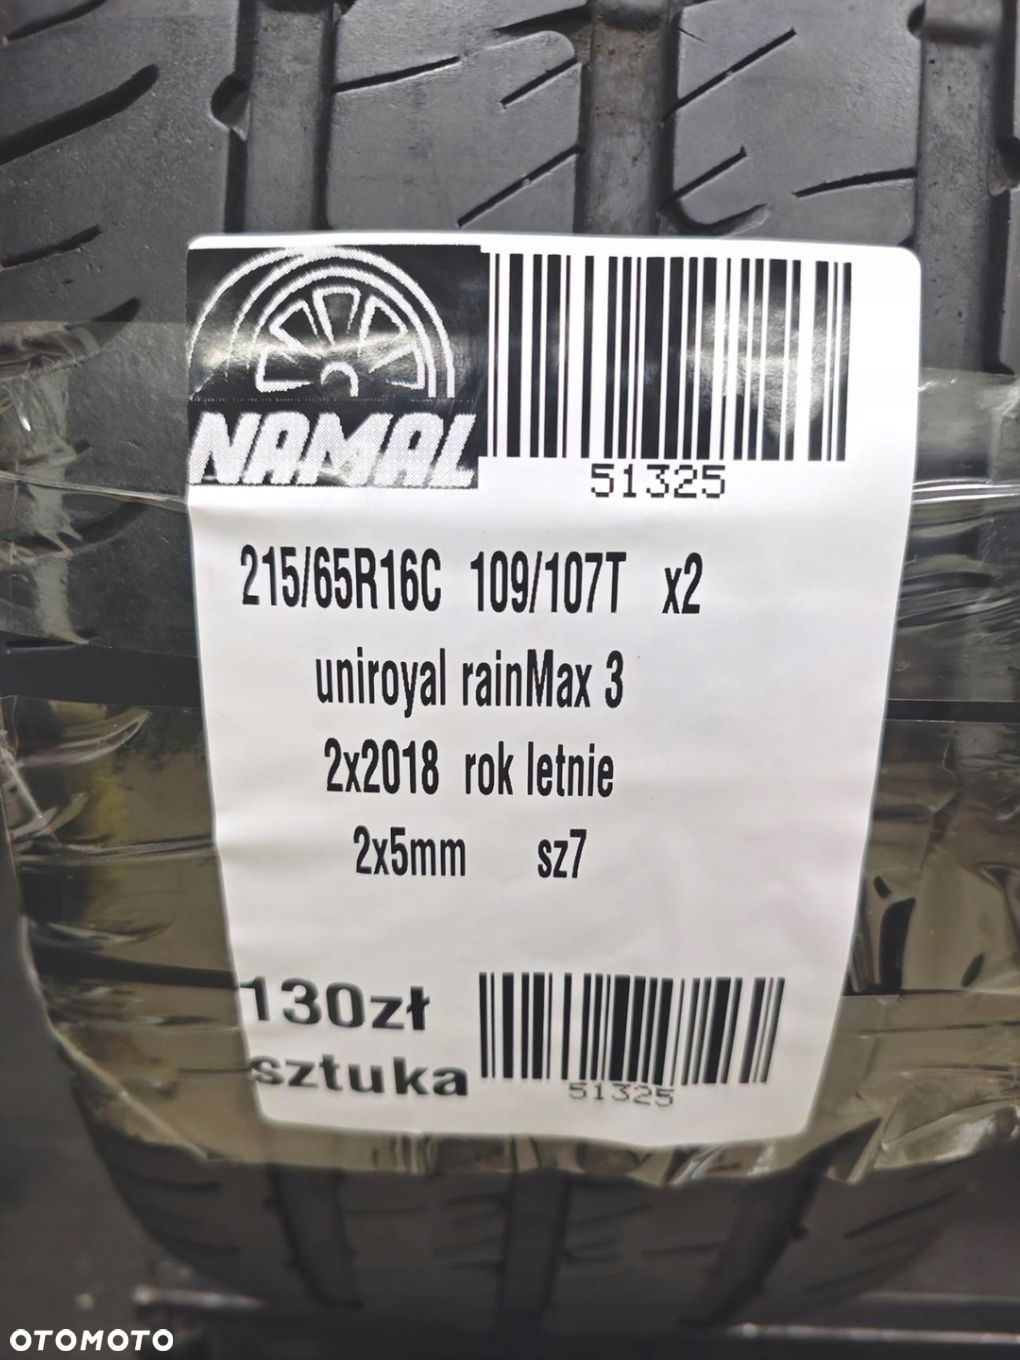 NAMAL
51325
215/65R16C 109/107T x2
uniroyal rainMax 3
2x2018 rok letnie
2x5mm sz7
130zł
sztuka
51325
OTOMOTO